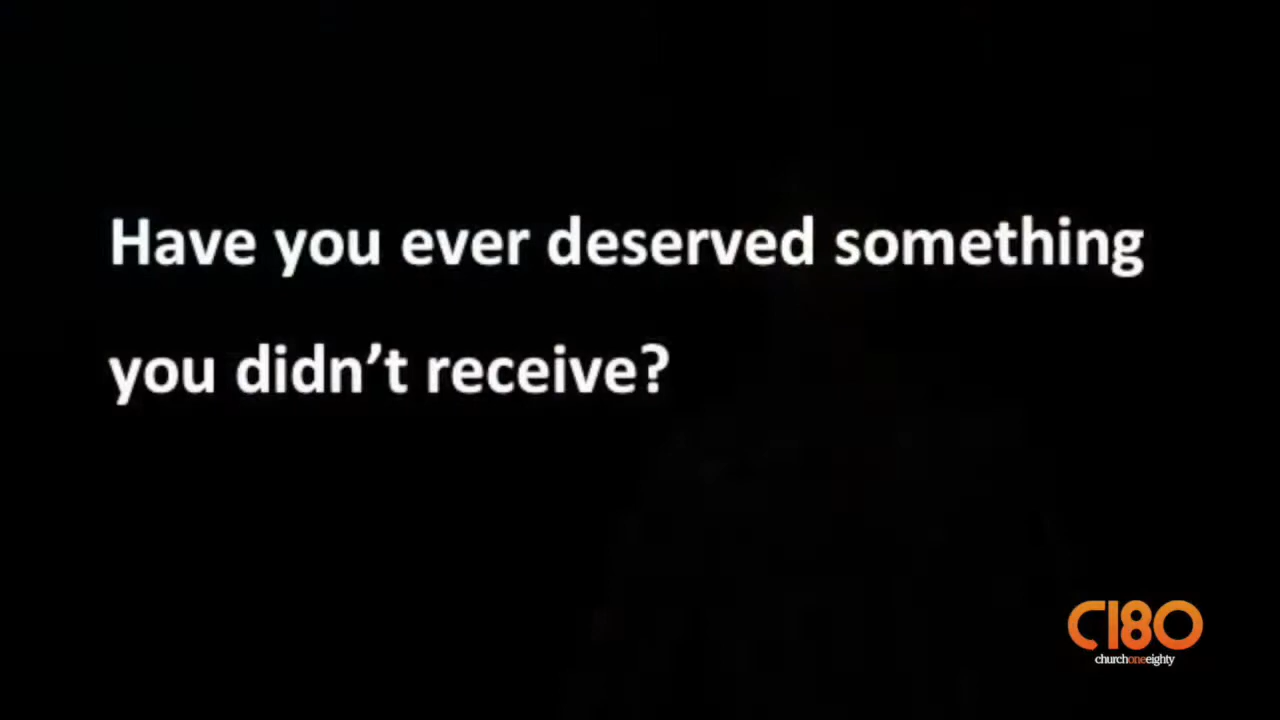 Have you ever deserved something
you didn’t receive?
C180
churchoneeighty